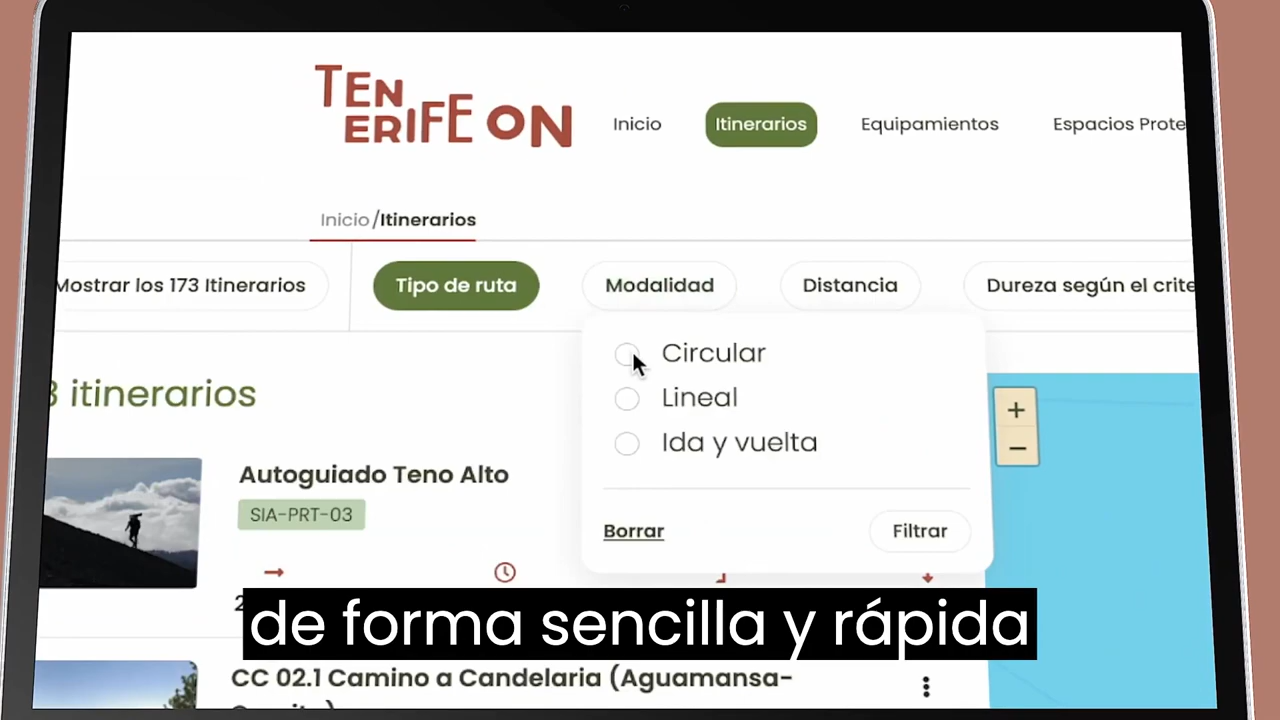 TEN
ERIFE ON
Inicio
Itinerarios
Equipamientos
Espacios Prote
Inicio/Itinerarios
Mostrar los 173 Itinerarios
Tipo de ruta
Modalidad
Distancia
Dureza según el crite
Circular
Lineal
Ida y vuelta
Borrar
Filtrar
3 itinerarios
+
−
Autoguiado Teno Alto
SIA-PRT-03
2
de forma sencilla y rápida
CC 02.1 Camino a Candelaria (Aguamansa-